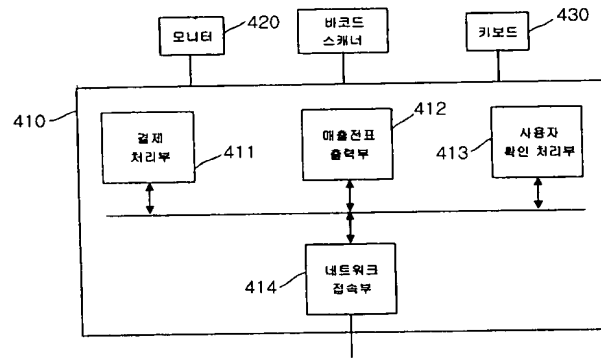 모니터
420
바코드
스캐너
키보드
430
410
결제
처리부
411
매출전표
출력부
412
413
사용자
확인 처리부
414
네트워크
접속부